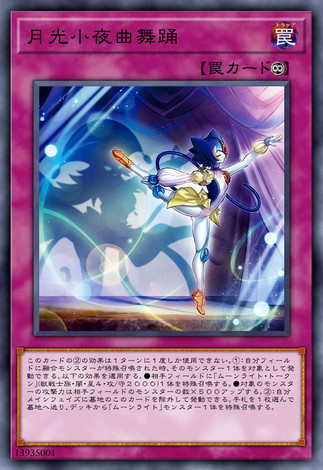 月光小夜曲舞踊
トラップ
罠
【罠カード】
このカードの②の効果は1ターンに1度しか使用できない。①:自分フィール
ドに融合モンスターが特殊召喚された時、そのモンスター1体を対象として発
動できる。以下の効果を適用する。●相手フィールドに「ムーンライト・トーク
ン」(獣戦士族・闇・星4・攻/守2000)1体を特殊召喚する。●対象のモンスタ
ーの攻撃力は相手フィールドのモンスターの数×500アップする。②:自分
メインフェイズに墓地のこのカードを除外して発動できる。手札を1枚選んで
墓地へ送り、デッキから「ムーンライト」モンスター1体を特殊召喚する。
13935001